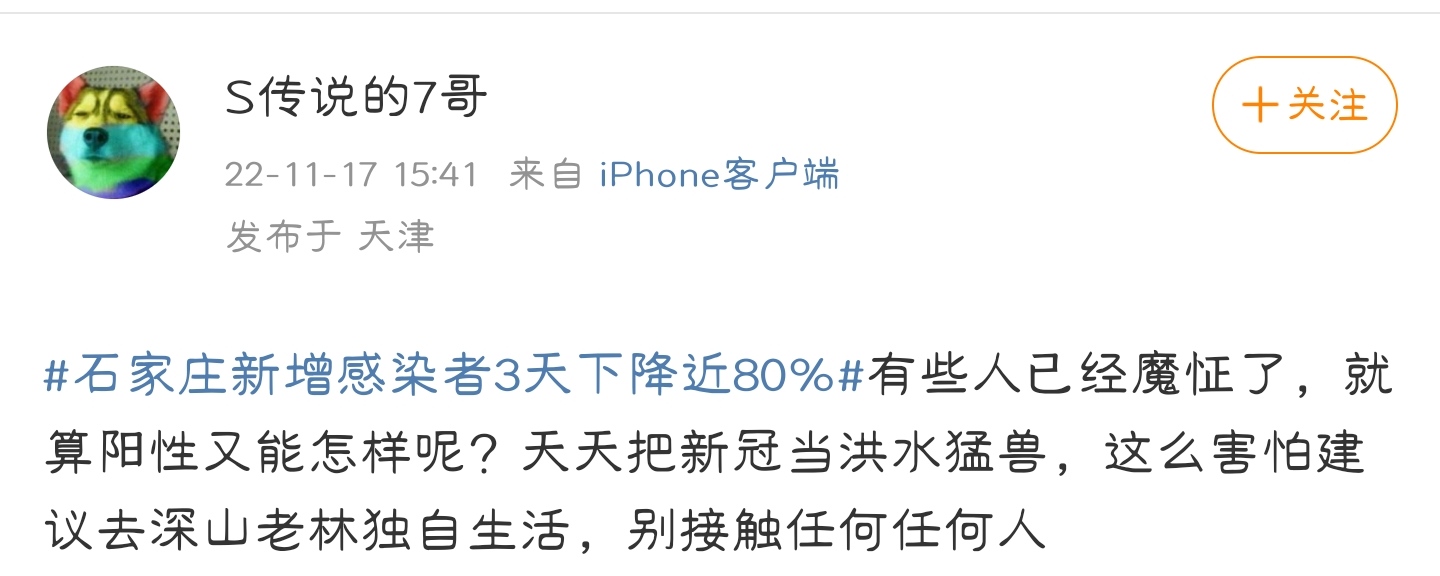 S传说的7哥
+关注
22-11-17 15:41 来自 iPhone客户端
发布于 天津
#石家庄新增感染者3天下降近80%#有些人已经魔怔了，就
算阳性又能怎样呢？天天把新冠当洪水猛兽，这么害怕建
议去深山老林独自生活，别接触任何任何人